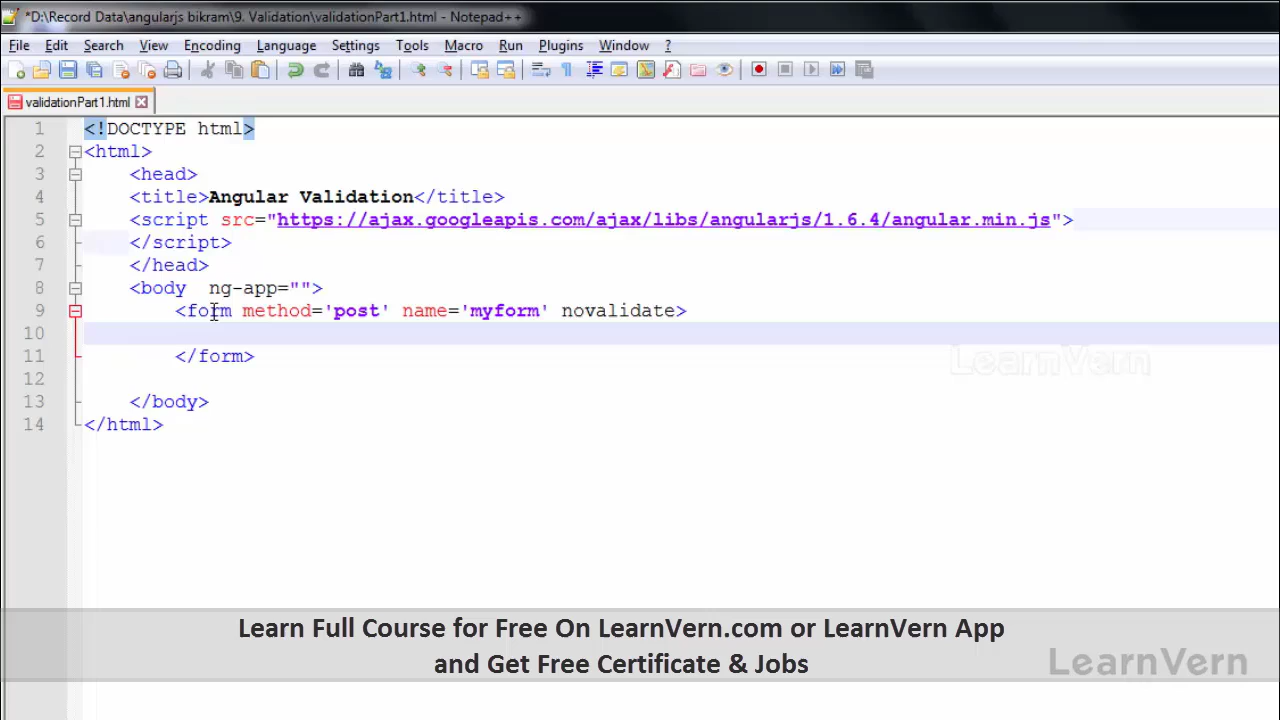 *D:\Record Data\angularjs bikram\9. Validation\validationPart1.html - Notepad++
File Edit Search View Encoding Language Settings Tools Macro Run Plugins Window ?
validationPart1.html
1 <!DOCTYPE html>
2 <html>
3 <head>
4 <title>Angular Validation</title>
5 <script src="https://ajax.googleapis.com/ajax/libs/angularjs/1.6.4/angular.min.js">
6 </script>
7 </head>
8 <body  ng-app="">
9 <form method='post' name='myform' novalidate>
10
11 </form>
12
13 </body>
14 </html>
LearnVern
Learn Full Course for Free On LearnVern.com or LearnVern App
and Get Free Certificate & Jobs
LearnVern